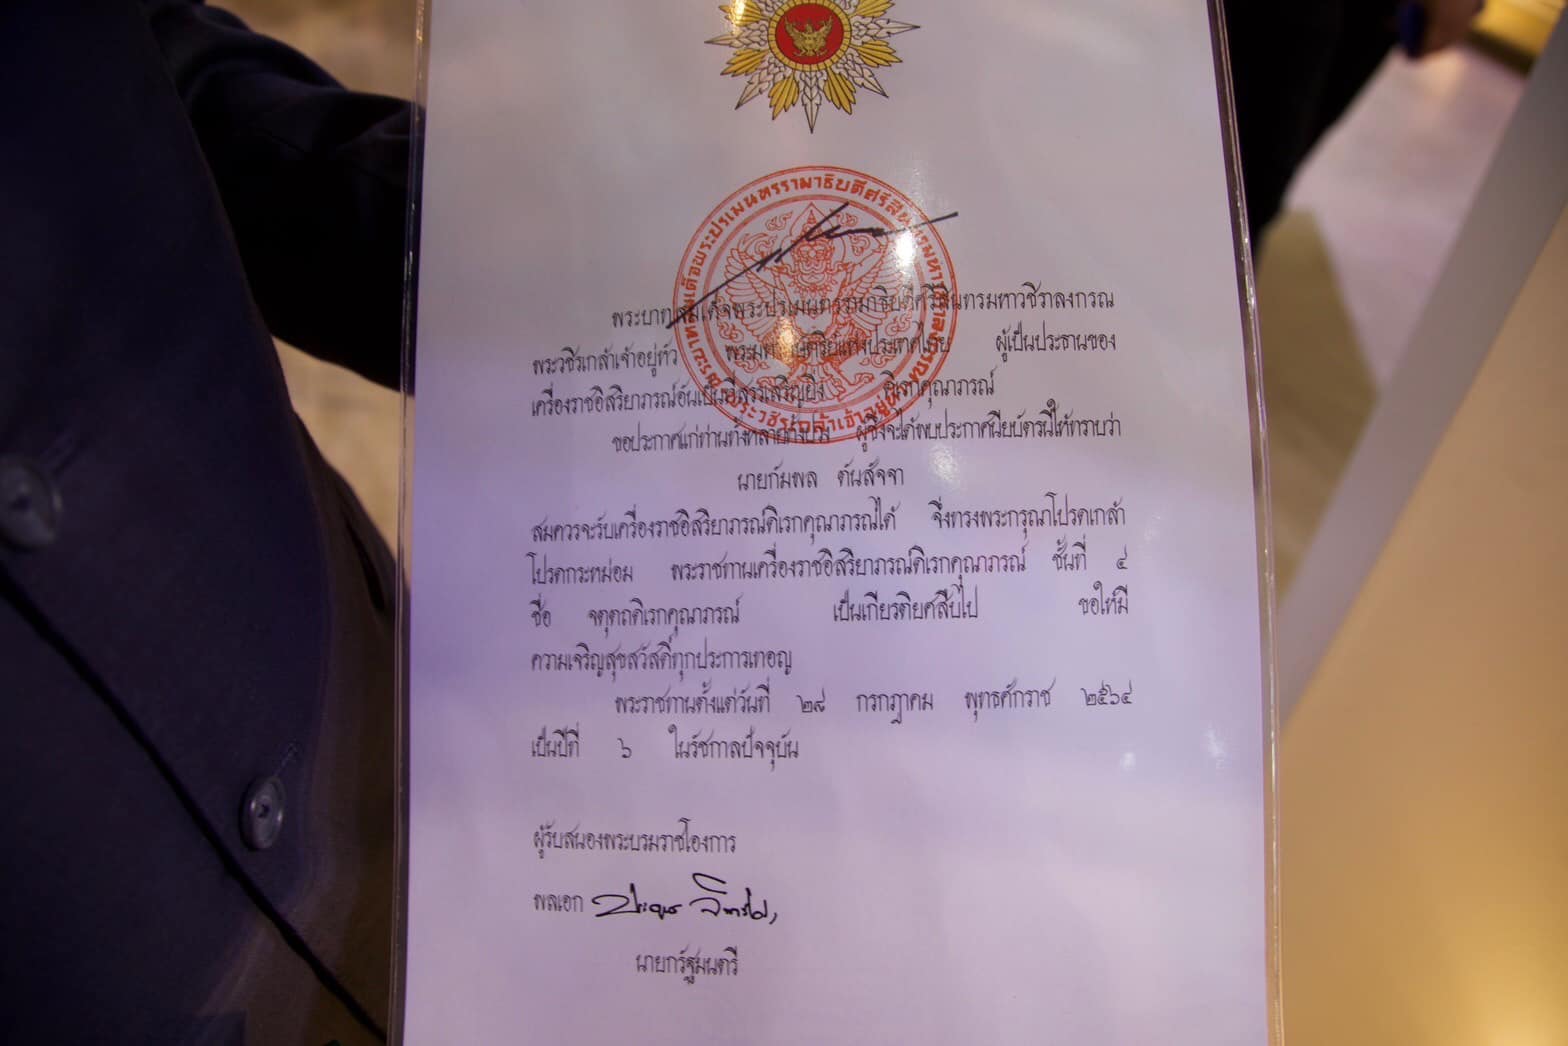 พระบาทสมเด็จพระปรเมนทรรามาธิบดีศรีสินทรมหาวชิราลงกรณ
พระวชิรเกล้าเจ้าอยู่หัว พระมหากษัตริย์แห่งประเทศไทย ผู้เป็นประธานของ
เครื่องราชอิสริยาภรณ์อันเป็นที่สรรเสริญยิ่ง ดิเรกคุณาภรณ์
ขอประกาศแก่ท่านทั้งหลายทั้งปวง ผู้ซึ่งจะได้พบประกาศนียบัตรนี้ให้ทราบว่า
นายกัมพล ตันสัจจา
สมควรจะรับเครื่องราชอิสริยาภรณ์ดิเรกคุณาภรณ์ได้ จึ่งทรงพระกรุณาโปรดเกล้า
โปรดกระหม่อม พระราชทานเครื่องราชอิสริยาภรณ์ดิเรกคุณาภรณ์ ชั้นที่ ๔
ชื่อ จตุตถดิเรกคุณาภรณ์ เป็นเกียรติยศสืบไป ขอให้มี
ความเจริญสุขสวัสดิ์ทุกประการเทอญ
พระราชทานตั้งแต่วันที่ ๒๘ กรกฎาคม พุทธศักราช ๒๕๖๔
เป็นปีที่ ๖ ในรัชกาลปัจจุบัน
ผู้รับสนองพระบรมราชโองการ
พลเอก ประยุทธ์ จันทร์โอชา
นายกรัฐมนตรี